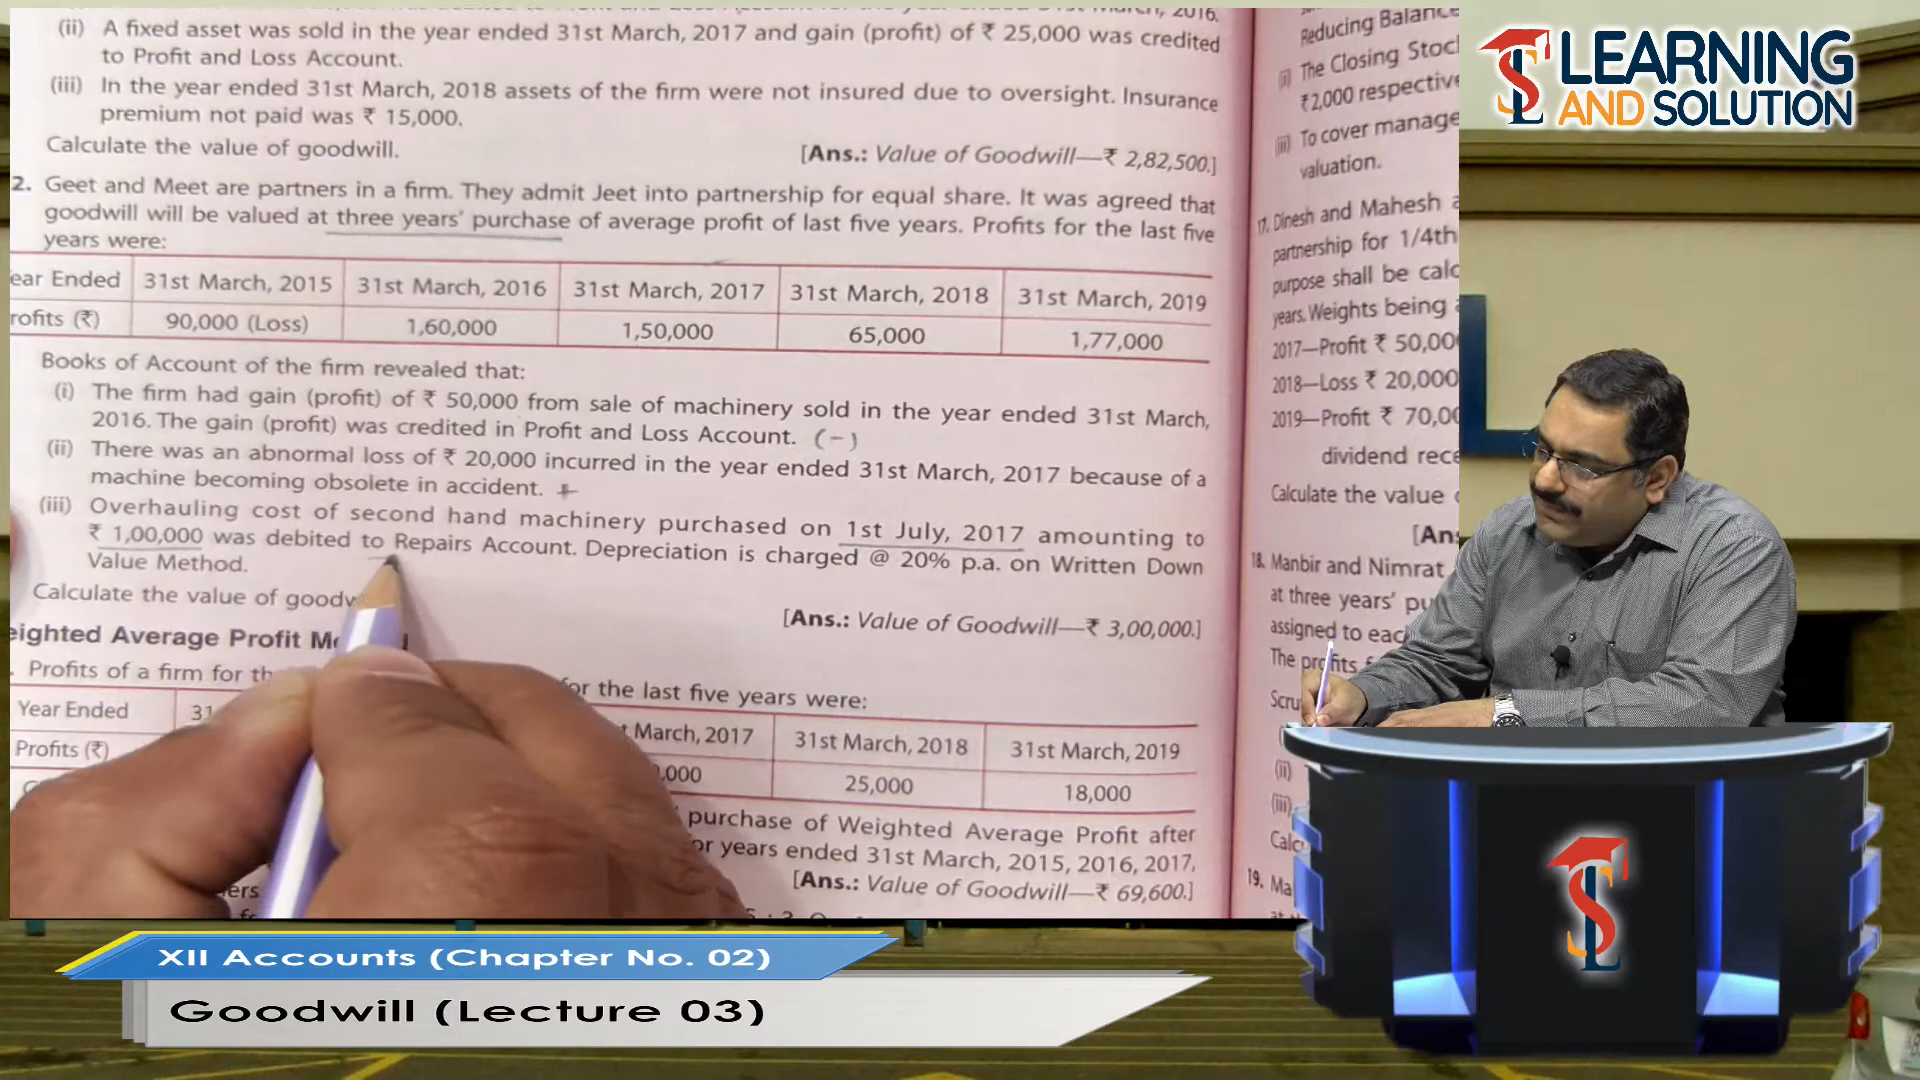 (ii) A fixed asset was sold in the year ended 31st March, 2017 and gain (profit) of ₹ 25,000 was credited
to Profit and Loss Account.
(iii) In the year ended 31st March, 2018 assets of the firm were not insured due to oversight. Insurance
premium not paid was ₹ 15,000.
Calculate the value of goodwill. [Ans.: Value of Goodwill—₹ 2,82,500.]
2. Geet and Meet are partners in a firm. They admit Jeet into partnership for equal share. It was agreed that
goodwill will be valued at three years' purchase of average profit of last five years. Profits for the last five
years were:
ear Ended 31st March, 2015 31st March, 2016 31st March, 2017 31st March, 2018 31st March, 2019
rofits (₹) 90,000 (Loss) 1,60,000 1,50,000 65,000 1,77,000
Books of Account of the firm revealed that:
(i) The firm had gain (profit) of ₹ 50,000 from sale of machinery sold in the year ended 31st March,
2016. The gain (profit) was credited in Profit and Loss Account. (-)
(ii) There was an abnormal loss of ₹ 20,000 incurred in the year ended 31st March, 2017 because of a
machine becoming obsolete in accident. +
(iii) Overhauling cost of second hand machinery purchased on 1st July, 2017 amounting to
₹ 1,00,000 was debited to Repairs Account. Depreciation is charged @ 20% p.a. on Written Down
Value Method.
Calculate the value of goodw
[Ans.: Value of Goodwill—₹ 3,00,000.]
eighted Average Profit M
Profits of a firm for th or the last five years were:
Year Ended 31 March, 2017 31st March, 2018 31st March, 2019
Profits (₹) ,000 25,000 18,000
purchase of Weighted Average Profit after
or years ended 31st March, 2015, 2016, 2017,
[Ans.: Value of Goodwill—₹ 69,600.]
ers
Reducing Balance
(i) The Closing Stoc
₹2,000 respective
(ii) To cover manage
valuation.
17. Dinesh and Mahesh a
partnership for 1/4th
purpose shall be calc
years. Weights being
2017—Profit ₹ 50,00
2018—Loss ₹ 20,000
2019—Profit ₹ 70,00
dividend rece
Calculate the value
[An
18. Manbir and Nimrat
at three years' pu
assigned to eac
The profits
Scru
(ii)
(iii)
Calc
19. Ma
LEARNING
AND SOLUTION
XII Accounts (Chapter No. 02)
Goodwill (Lecture 03)